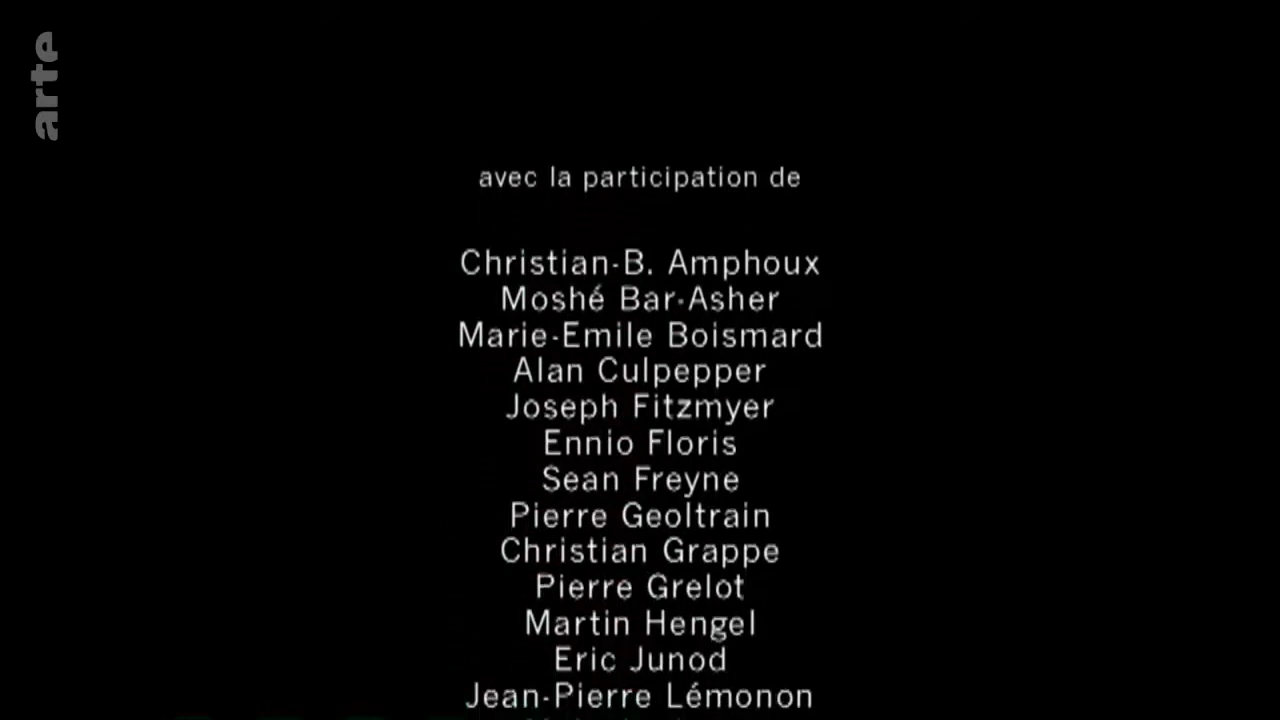 arte
avec la participation de
Christian-B. Amphoux
Moshé Bar-Asher
Marie-Emile Boismard
Alan Culpepper
Joseph Fitzmyer
Ennio Floris
Sean Freyne
Pierre Geoltrain
Christian Grappe
Pierre Grelot
Martin Hengel
Eric Junod
Jean-Pierre Lémonon